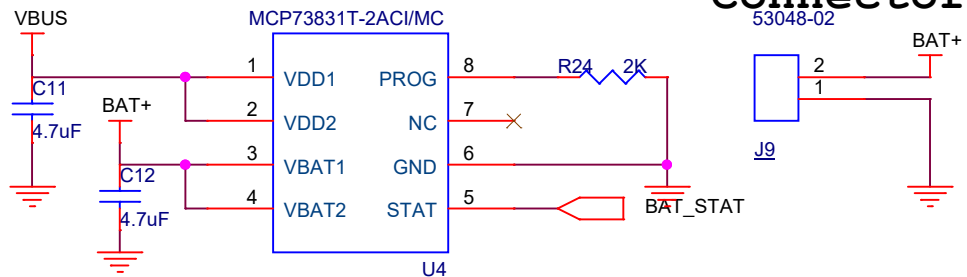 Connector
VBUS
MCP73831T-2ACI/MC
53048-02
BAT+
1 VDD1 PROG 8 R24 2K
2
C11
BAT+
2 VDD2 NC 7
1
4.7uF
3 VBAT1 GND 6
J9
C12
4 VBAT2 STAT 5 BAT_STAT
4.7uF
U4